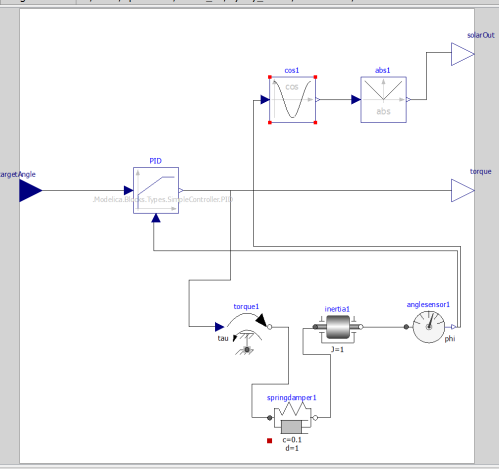 solarOut
cos1
abs1
cos
abs
PID
argetAngle
torque
.Modelica.Blocks.Types.SimpleController.PID
torque1
inertia1
anglesensor1
tau
phi
J=1
springdamper1
c=0.1
d=1